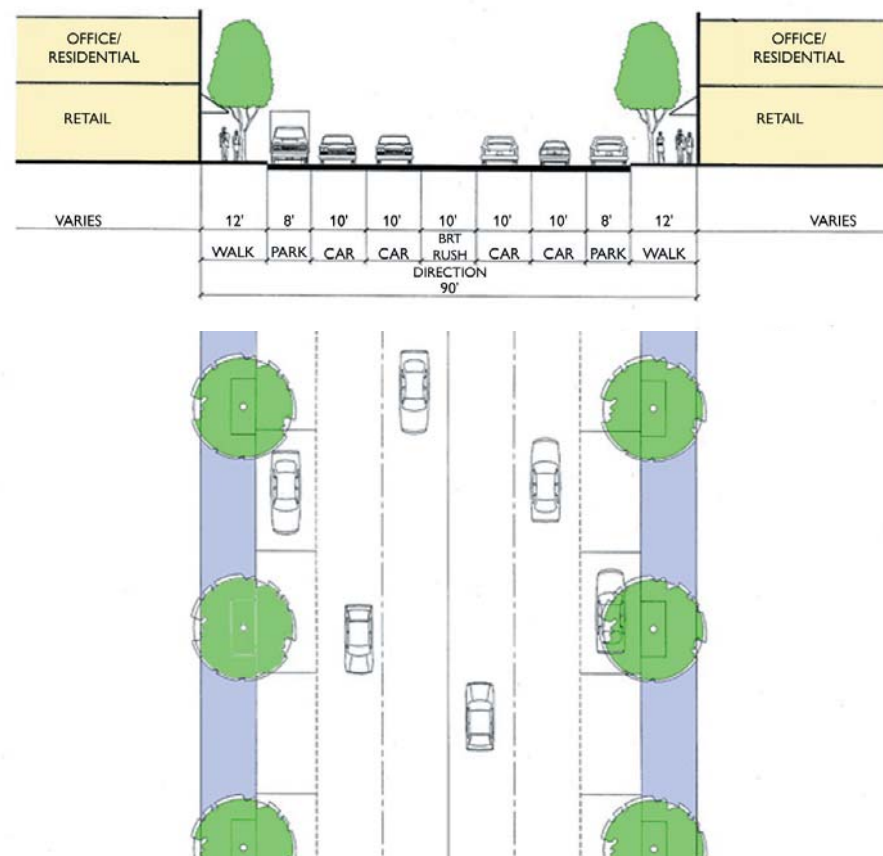 OFFICE/
RESIDENTIAL
RETAIL
OFFICE/
RESIDENTIAL
RETAIL
VARIES 12' 8' 10' 10' 10' 10' 10' 8' 12' VARIES
WALK PARK CAR CAR BRT RUSH CAR CAR PARK WALK
DIRECTION
90'